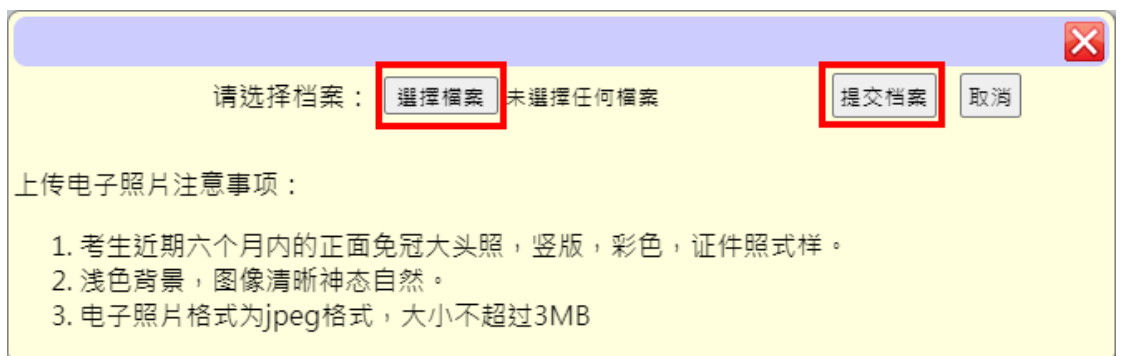 请选择档案： 選擇檔案 未選擇任何檔案 提交档案 取消
上传电子照片注意事项：
1. 考生近期六个月内的正面免冠大头照，竖版，彩色，证件照式样。
2. 浅色背景，图像清晰神态自然。
3. 电子照片格式为jpeg格式，大小不超过3MB